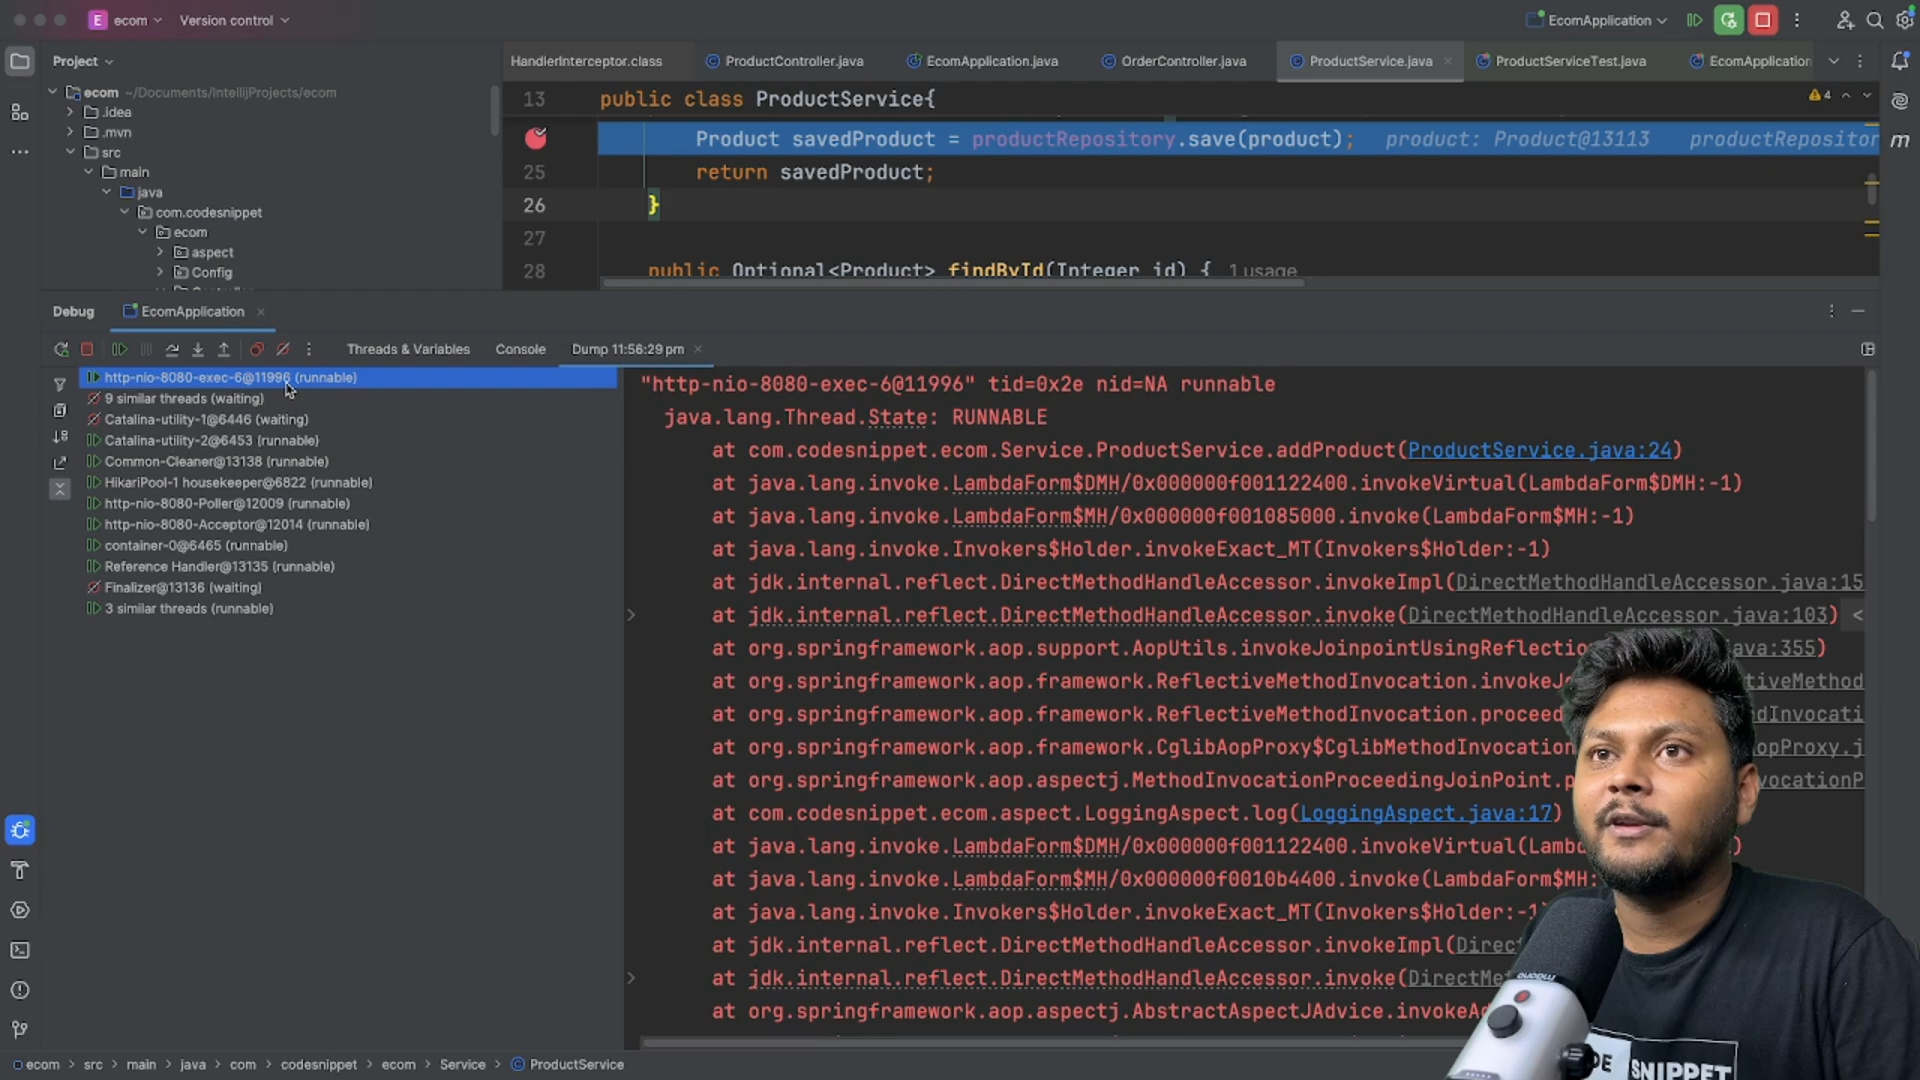 E ecom
Version control
EcomApplication
Project
HandlerInterceptor.class
ProductController.java
EcomApplication.java
OrderController.java
ProductService.java
ProductServiceTest.java
EcomApplication
ecom ~/Documents/IntellijProjects/ecom
.idea
.mvn
src
main
java
com.codesnippet
ecom
aspect
Config
13 public class ProductService{
4
Product savedProduct = productRepository.save(product); product: Product@13113 productRepositor
25 return savedProduct;
26 }
27
28 public Optional<Product> findById(Integer id) { 1 usage
Debug
EcomApplication
Threads & Variables
Console
Dump 11:56:29 pm
http-nio-8080-exec-6@11996 (runnable)
9 similar threads (waiting)
Catalina-utility-1@6446 (waiting)
Catalina-utility-2@6453 (runnable)
Common-Cleaner@13138 (runnable)
HikariPool-1 housekeeper@6822 (runnable)
http-nio-8080-Poller@12009 (runnable)
http-nio-8080-Acceptor@12014 (runnable)
container-0@6465 (runnable)
Reference Handler@13135 (runnable)
Finalizer@13136 (waiting)
3 similar threads (runnable)
"http-nio-8080-exec-6@11996" tid=0x2e nid=NA runnable
java.lang.Thread.State: RUNNABLE
at com.codesnippet.ecom.Service.ProductService.addProduct(ProductService.java:24)
at java.lang.invoke.LambdaForm$DMH/0x000000f001122400.invokeVirtual(LambdaForm$DMH:-1)
at java.lang.invoke.LambdaForm$MH/0x000000f001085000.invoke(LambdaForm$MH:-1)
at java.lang.invoke.Invokers$Holder.invokeExact_MT(Invokers$Holder:-1)
at jdk.internal.reflect.DirectMethodHandleAccessor.invokeImpl(DirectMethodHandleAccessor.java:15
at jdk.internal.reflect.DirectMethodHandleAccessor.invoke(DirectMethodHandleAccessor.java:103) <
at org.springframework.aop.support.AopUtils.invokeJoinpointUsingReflectio ava:355)
at org.springframework.aop.framework.ReflectiveMethodInvocation.invokeJo tiveMethod
at org.springframework.aop.framework.ReflectiveMethodInvocation.proceed dInvocati
at org.springframework.aop.framework.CglibAopProxy$CglibMethodInvocation opProxy.j
at org.springframework.aop.aspectj.MethodInvocationProceedingJoinPoint.p vocationP
at com.codesnippet.ecom.aspect.LoggingAspect.log(LoggingAspect.java:17)
at java.lang.invoke.LambdaForm$DMH/0x000000f001122400.invokeVirtual(Lamb )
at java.lang.invoke.LambdaForm$MH/0x000000f0010b4400.invoke(LambdaForm$MH:
at java.lang.invoke.Invokers$Holder.invokeExact_MT(Invokers$Holder:-1
at jdk.internal.reflect.DirectMethodHandleAccessor.invokeImpl(Direc
at jdk.internal.reflect.DirectMethodHandleAccessor.invoke(DirectMe
at org.springframework.aop.aspectj.AbstractAspectJAdvice.invokeAd
maono
DE SNIPPET
ecom
src
main
java
com
codesnippet
ecom
Service
ProductService